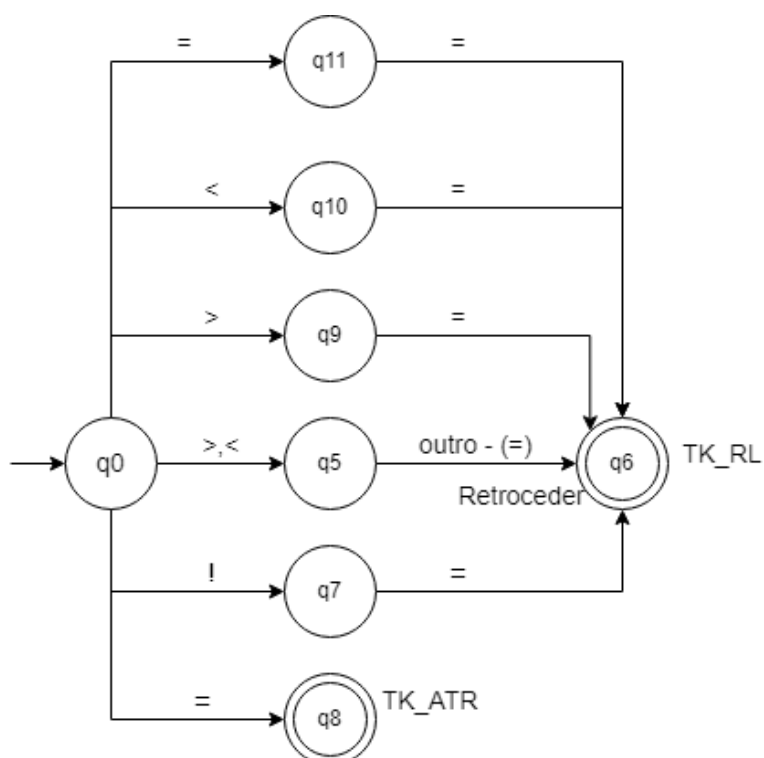 = q11 =
< q10 =
> q9 =
q0 >,< q5 outro - (=) q6 TK_RL
Retroceder
! q7 =
= q8 TK_ATR